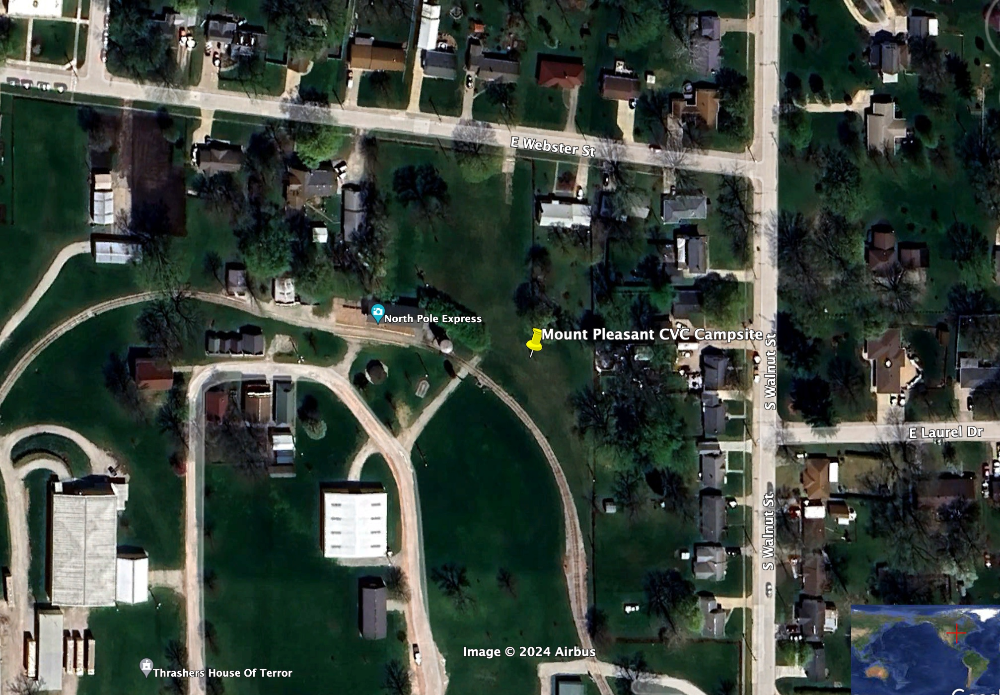 E Webster St
North Pole Express
Mount Pleasant CVC Campsite
S Walnut St
E Laurel Dr
S Walnut St
Image © 2024 Airbus
Thrashers House Of Terror